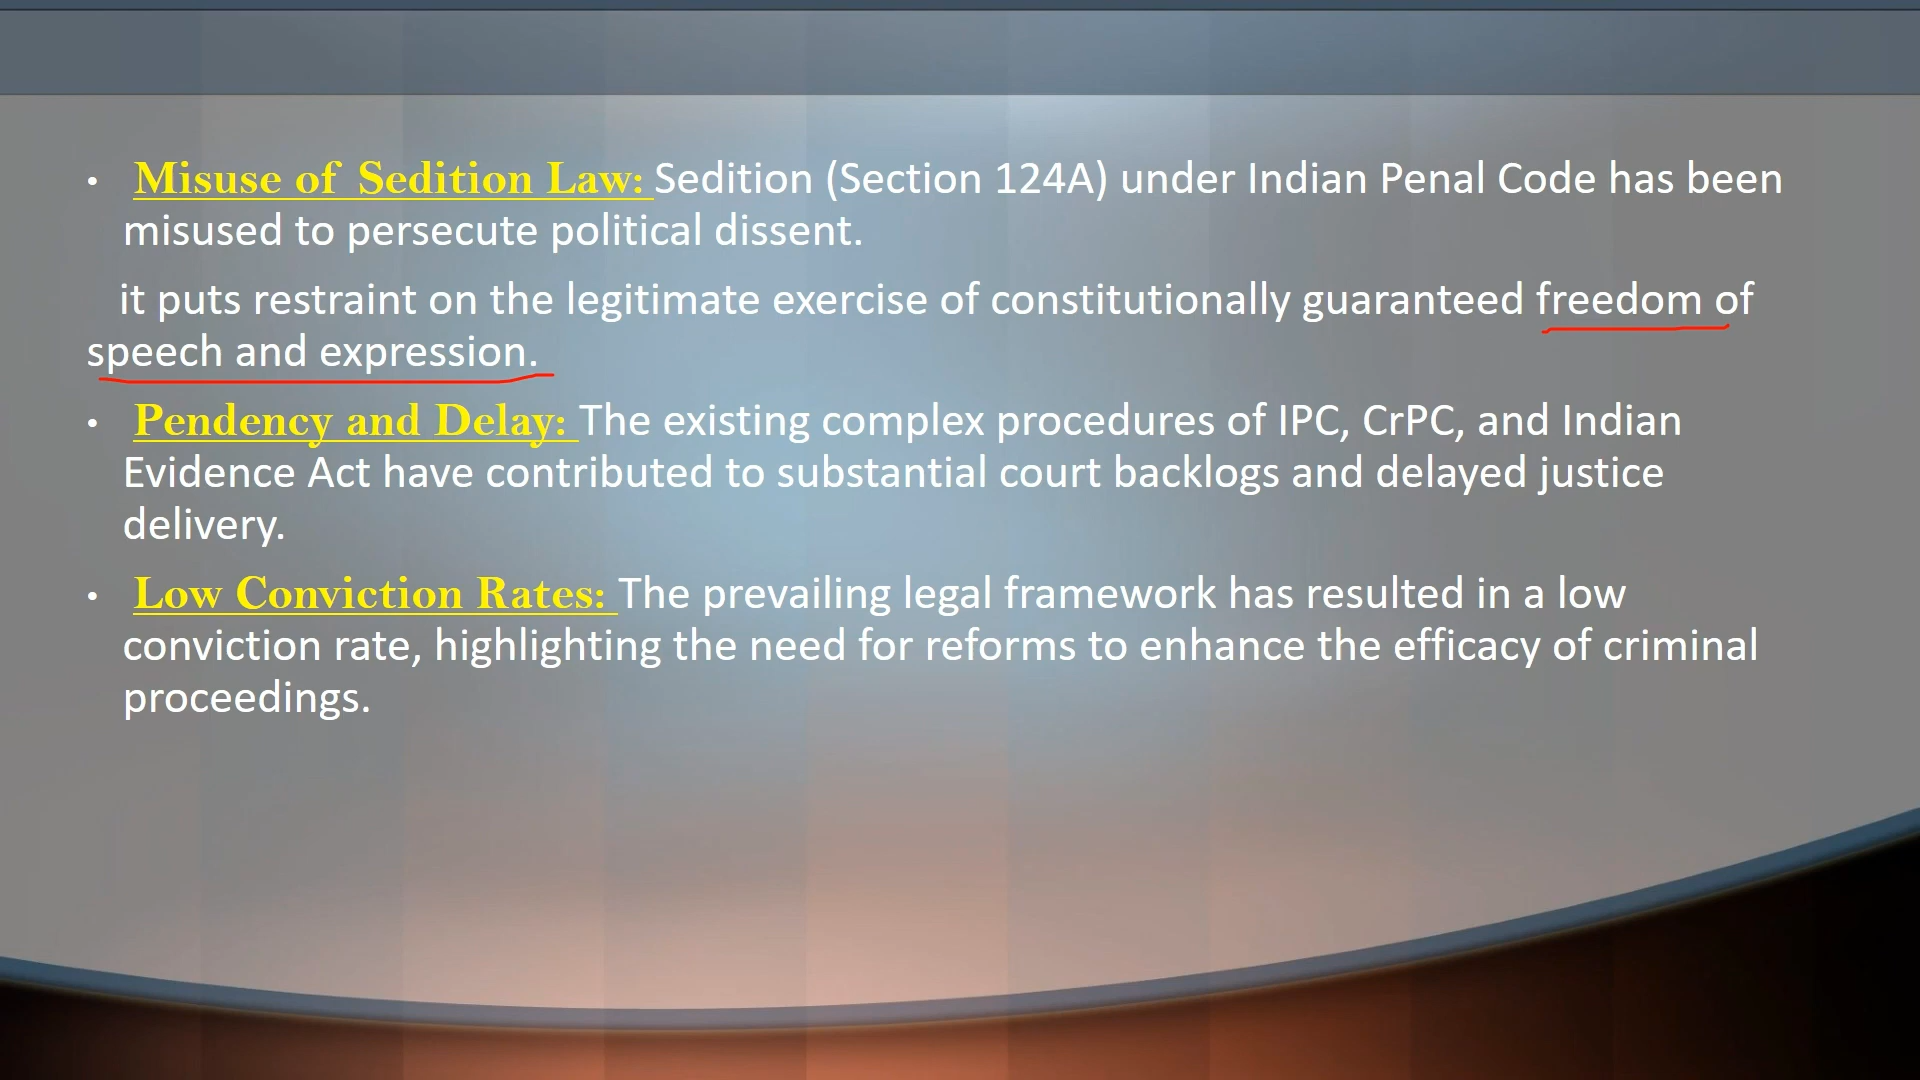 • Misuse of Sedition Law: Sedition (Section 124A) under Indian Penal Code has been
misused to persecute political dissent.
it puts restraint on the legitimate exercise of constitutionally guaranteed freedom of
speech and expression.
• Pendency and Delay: The existing complex procedures of IPC, CrPC, and Indian
Evidence Act have contributed to substantial court backlogs and delayed justice
delivery.
• Low Conviction Rates: The prevailing legal framework has resulted in a low
conviction rate, highlighting the need for reforms to enhance the efficacy of criminal
proceedings.